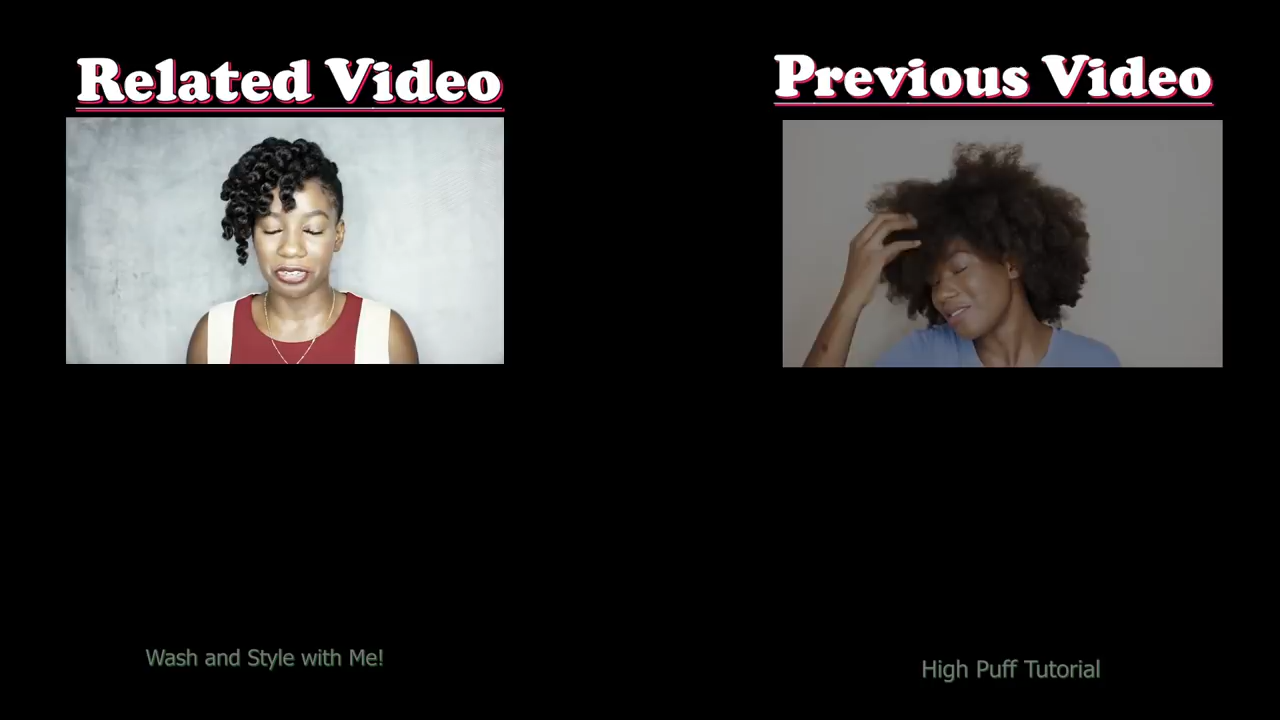 Related Video
Previous Video
Wash and Style with Me!
High Puff Tutorial